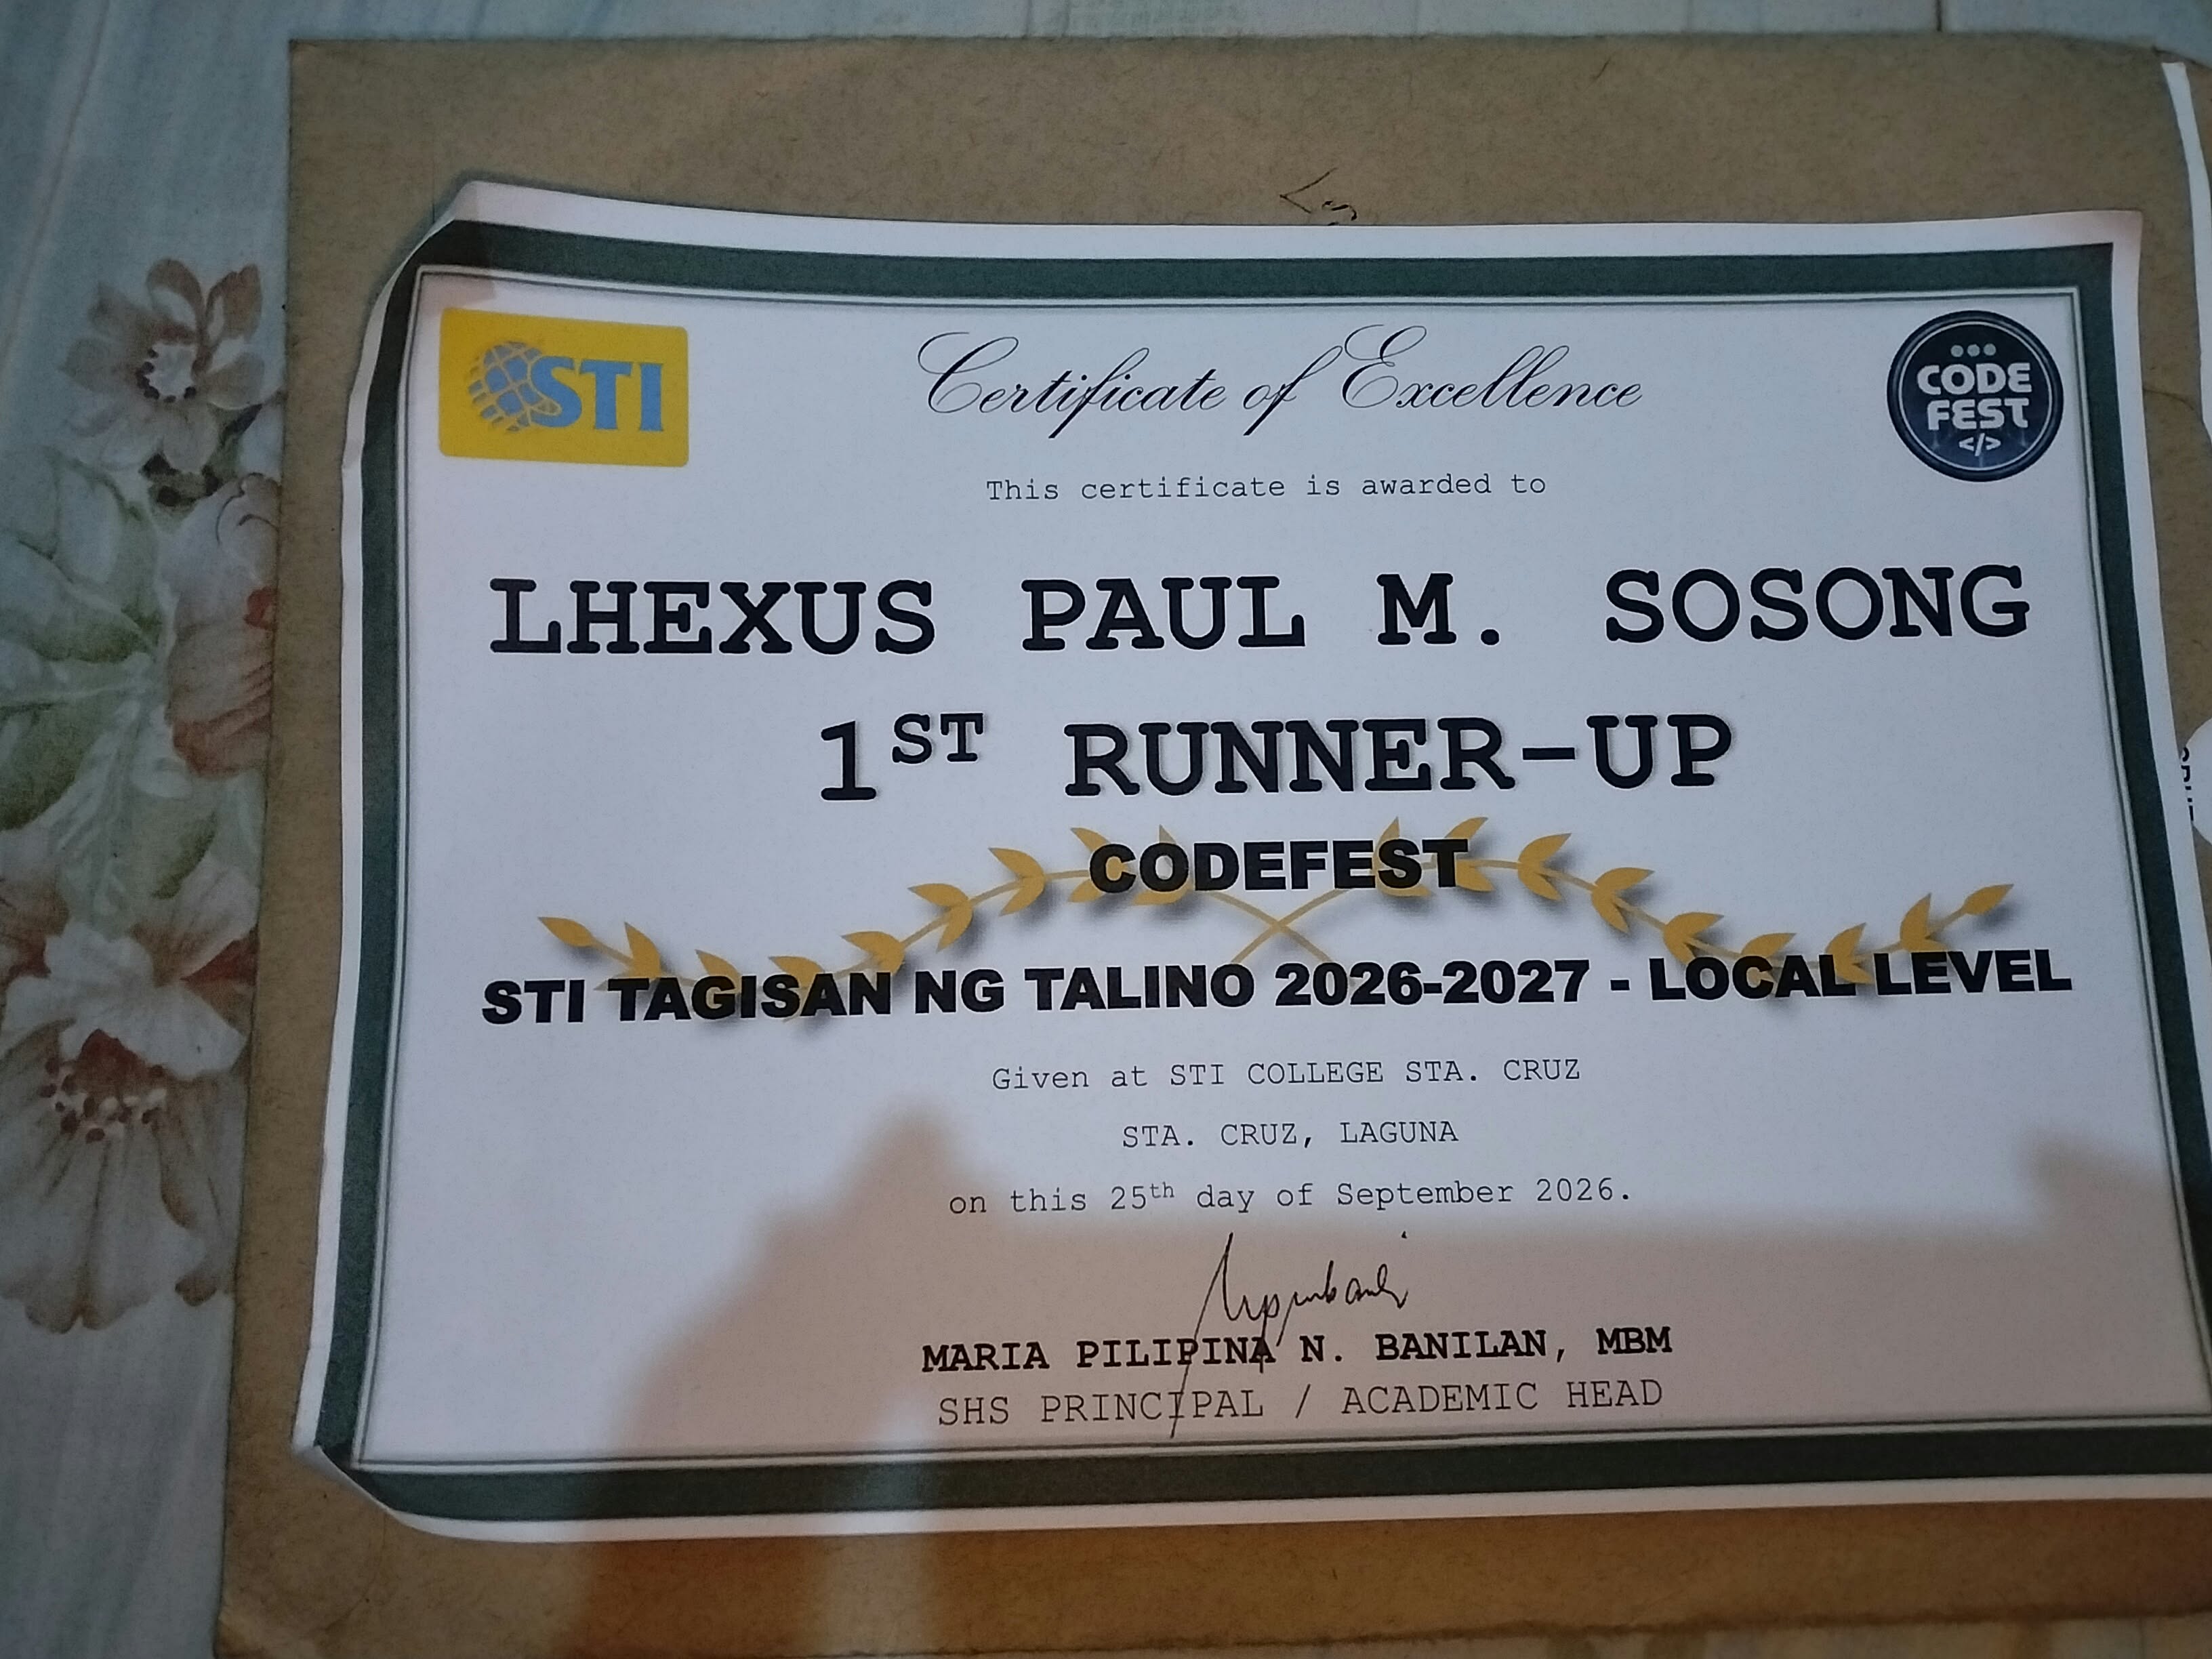 STI
Certificate of Excellence
CODE
FEST
</>
This certificate is awarded to
LHEXUS PAUL M. SOSONG
1ST RUNNER-UP
CODEFEST
STI TAGISAN NG TALINO 2026-2027 - LOCAL LEVEL
Given at STI COLLEGE STA. CRUZ
STA. CRUZ, LAGUNA
on this 25th day of September 2026.
MARIA PILIPINA N. BANILAN, MBM
SHS PRINCIPAL / ACADEMIC HEAD